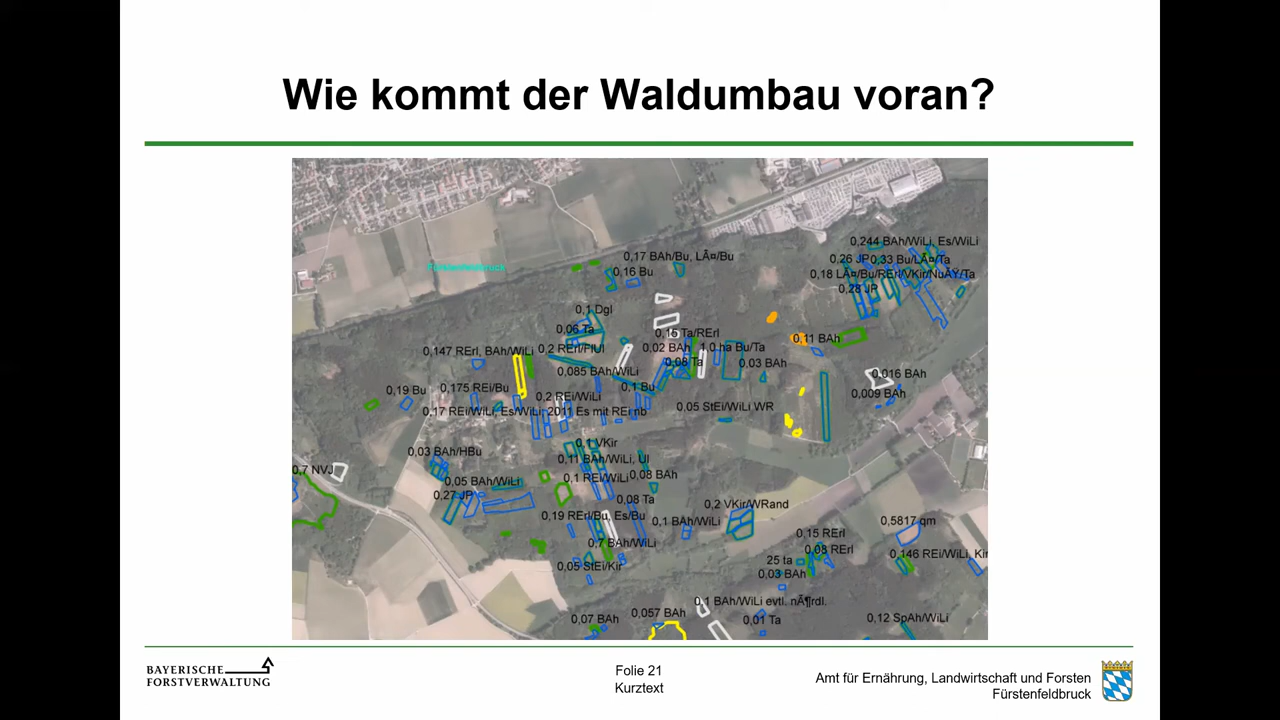 Wie kommt der Waldumbau voran?
0,244 BAh/WiLi, Es/WiLi
0,17 BAh/Bu, LÃ¤/Bu
0,26 JP0,33 Bu/LÃ¤/Ta
Fürstenfeldbruck
0,16 Bu
0,18 LÃ¤/Bu/RErl/VKir/NuÃŸ/Ta
0,28 JP
0,1 Dgl
0,06 Ta
0,15 Ta/RErl
0,11 BAh
0,147 RErl, BAh/WiLi
0,2 RErl/FlUl
0,02 BAh
1,0 ha Bu/Ta
0,08 Ta
0,03 BAh
0,085 BAh/WiLi
0,016 BAh
0,19 Bu
0,175 REi/Bu
0,1 Bu
0,2 REi/WiLi
0,009 BAh
0,17 REi/WiLi, Es/WiLi, 2011 Es mit REi nb
0,05 StEi/WiLi WR
0,1 VKir
0,03 BAh/HBu
0,11 BAh/WiLi, Ul
0,7 NVJ
0,05 BAh/WiLi
0,1 REi/WiLi
0,08 BAh
0,27 JP
0,08 Ta
0,2 VKir/WRand
0,19 RErl/Bu, Es/Bu
0,1 BAh/WiLi
0,5817 qm
0,15 RErl
0,7 BAh/WiLi
0,08 RErl
0,146 REi/WiLi, Kir
0,05 StEi/Kir
25 ta
0,03 BAh
0,1 BAh/WiLi evtl. nÃ¶rdl.
0,07 BAh
0,057 BAh
0,01 Ta
0,12 SpAh/WiLi
BAYERISCHE
FORSTVERWALTUNG
Folie 21
Kurztext
Amt für Ernährung, Landwirtschaft und Forsten
Fürstenfeldbruck